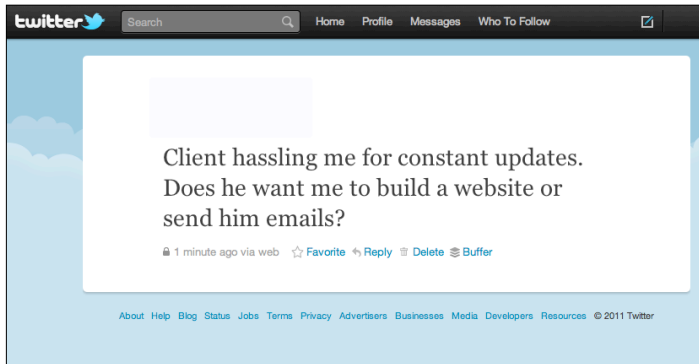 twitter Search Home Profile Messages Who To Follow
Client hassling me for constant updates.
Does he want me to build a website or
send him emails?
1 minute ago via web Favorite Reply Delete Buffer
About Help Blog Status Jobs Terms Privacy Advertisers Businesses Media Developers Resources © 2011 Twitter